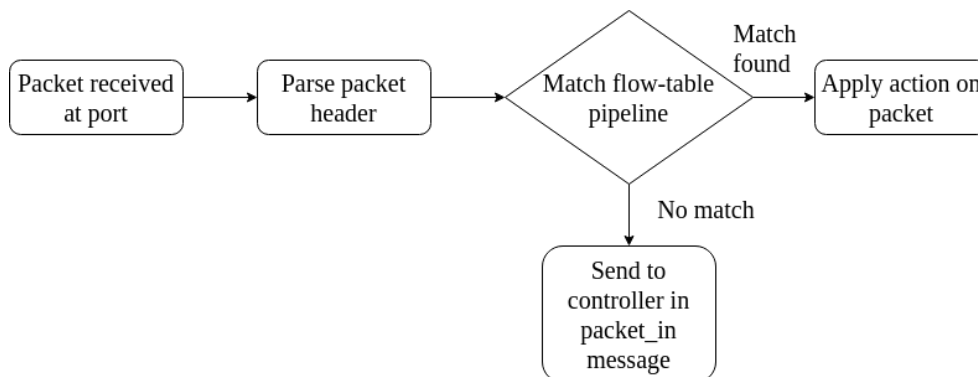 Packet received
at port
Parse packet
header
Match flow-table
pipeline
Match
found
Apply action on
packet
No match
Send to
controller in
packet_in
message